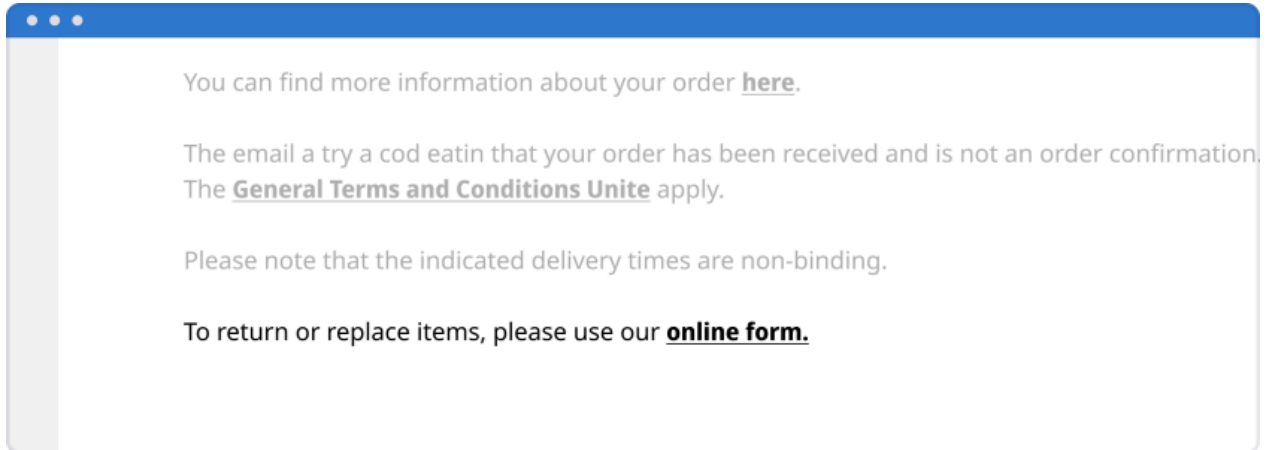 You can find more information about your order here.
The email a try a cod eatin that your order has been received and is not an order confirmation.
The General Terms and Conditions Unite apply.
Please note that the indicated delivery times are non-binding.
To return or replace items, please use our online form.